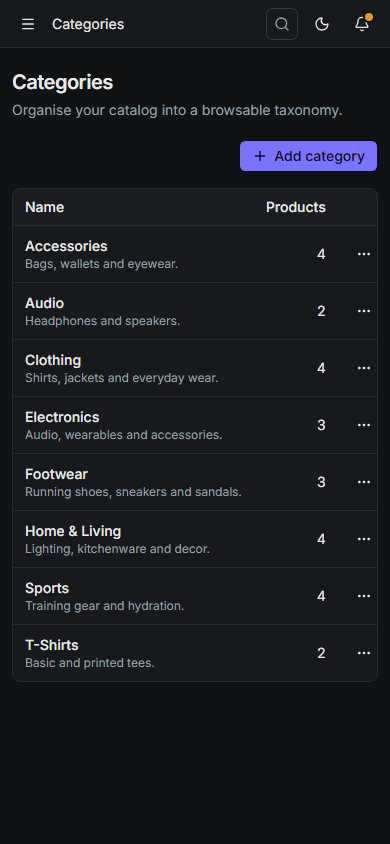 Categories
Categories
Organise your catalog into a browsable taxonomy.
Add category
Name Products
Accessories
Bags, wallets and eyewear.
4
Audio
Headphones and speakers.
2
Clothing
Shirts, jackets and everyday wear.
4
Electronics
Audio, wearables and accessories.
3
Footwear
Running shoes, sneakers and sandals.
3
Home & Living
Lighting, kitchenware and decor.
4
Sports
Training gear and hydration.
4
T-Shirts
Basic and printed tees.
2